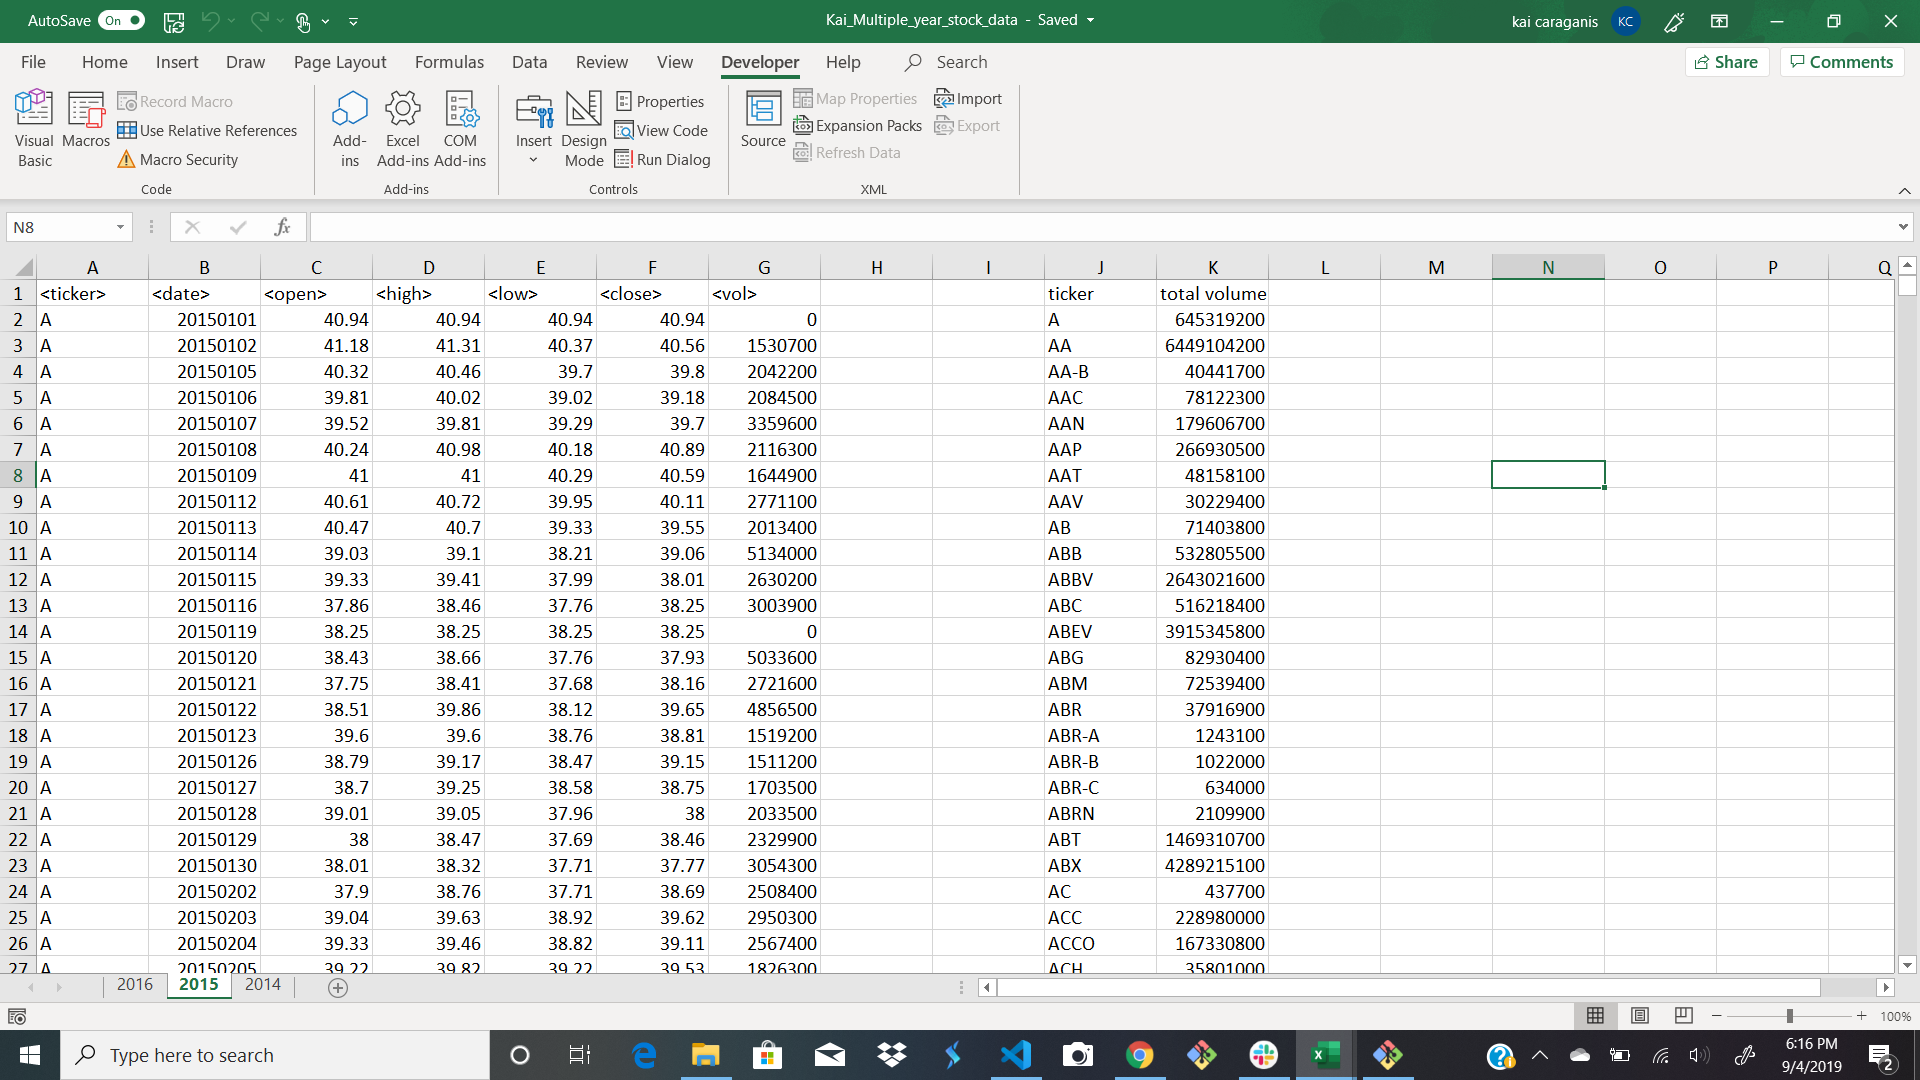 AutoSave On Kai_Multiple_year_stock_data - Saved kai caraganis KC
File Home Insert Draw Page Layout Formulas Data Review View Developer Help Search Share Comments
Visual Basic
Macros
Record Macro
Use Relative References
Macro Security
Code
Add-ins
Excel Add-ins
COM Add-ins
Add-ins
Insert
Design Mode
Properties
View Code
Run Dialog
Controls
Source
Map Properties
Expansion Packs
Refresh Data
Import
Export
XML
N8 fx
A B C D E F G H I J K L M N O P Q
1 <ticker> <date> <open> <high> <low> <close> <vol> ticker total volume
2 A 20150101 40.94 40.94 40.94 40.94 0 A 645319200
3 A 20150102 41.18 41.31 40.37 40.56 1530700 AA 6449104200
4 A 20150105 40.32 40.46 39.7 39.8 2042200 AA-B 40441700
5 A 20150106 39.81 40.02 39.02 39.18 2084500 AAC 78122300
6 A 20150107 39.52 39.81 39.29 39.7 3359600 AAN 179606700
7 A 20150108 40.24 40.98 40.18 40.89 2116300 AAP 266930500
8 A 20150109 41 41 40.29 40.59 1644900 AAT 48158100
9 A 20150112 40.61 40.72 39.95 40.11 2771100 AAV 30229400
10 A 20150113 40.47 40.7 39.33 39.55 2013400 AB 71403800
11 A 20150114 39.03 39.1 38.21 39.06 5134000 ABB 532805500
12 A 20150115 39.33 39.41 37.99 38.01 2630200 ABBV 2643021600
13 A 20150116 37.86 38.46 37.76 38.25 3003900 ABC 516218400
14 A 20150119 38.25 38.25 38.25 38.25 0 ABEV 3915345800
15 A 20150120 38.43 38.66 37.76 37.93 5033600 ABG 82930400
16 A 20150121 37.75 38.41 37.68 38.16 2721600 ABM 72539400
17 A 20150122 38.51 39.86 38.12 39.65 4856500 ABR 37916900
18 A 20150123 39.6 39.6 38.76 38.81 1519200 ABR-A 1243100
19 A 20150126 38.79 39.17 38.47 39.15 1511200 ABR-B 1022000
20 A 20150127 38.7 39.25 38.58 38.75 1703500 ABR-C 634000
21 A 20150128 39.01 39.05 37.96 38 2033500 ABRN 2109900
22 A 20150129 38 38.47 37.69 38.46 2329900 ABT 1469310700
23 A 20150130 38.01 38.32 37.71 37.77 3054300 ABX 4289215100
24 A 20150202 37.9 38.76 37.71 38.69 2508400 AC 437700
25 A 20150203 39.04 39.63 38.92 39.62 2950300 ACC 228980000
26 A 20150204 39.33 39.46 38.82 39.11 2567400 ACCO 167330800
27 A 20150205 39.22 39.82 39.22 39.53 1826300 ACH 35801000
2016 2015 2014
100%
Type here to search
6:16 PM
9/4/2019
2